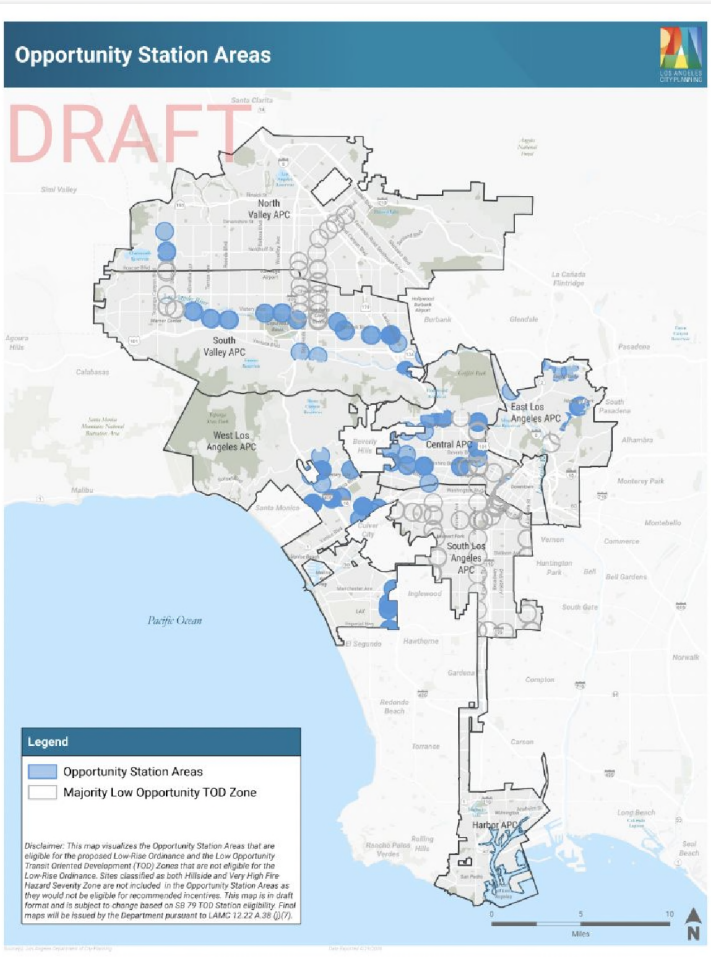 Opportunity Station Areas
LOS ANGELES
CITY PLANNING
DRAFT
Santa Clarita
Simi Valley
North
Valley APC
La Cañada
Flintridge
Burbank
Glendale
Pasadena
Agoura
Hills
Calabasas
South
Valley APC
South
Pasadena
East Los
Angeles APC
West Los
Angeles APC
Beverly
Hills
Central APC
Alhambra
Malibu
Santa Monica
Monterey Park
Culver
City
Montebello
Vernon
Commerce
South Los
Angeles
APC
Huntington
Park
Bell
Bell Gardens
Inglewood
LAX
South Gate
Pacific Ocean
El Segundo
Hawthorne
Norwalk
Gardena
Compton
Redondo
Beach
Torrance
Carson
Long Beach
Harbor APC
Rolling
Hills
Rancho Palos
Verdes
Seal
Beach
San Pedro
Legend
Opportunity Station Areas
Majority Low Opportunity TOD Zone
Disclaimer: This map visualizes the Opportunity Station Areas that are
eligible for the proposed Low-Rise Ordinance and the Low Opportunity
Transit Oriented Development (TOD) Zones that are not eligible for the
Low-Rise Ordinance. Sites classified as both Hillside and Very High Fire
Hazard Severity Zone are not included in the Opportunity Station Areas as
they would not be eligible for recommended incentives. This map is in draft
format and is subject to change based on SB 79 TOD Station eligibility. Final
maps will be issued by the Department pursuant to LAMC 12.22 A.38 (j)(7).
0 5 10
Miles
N